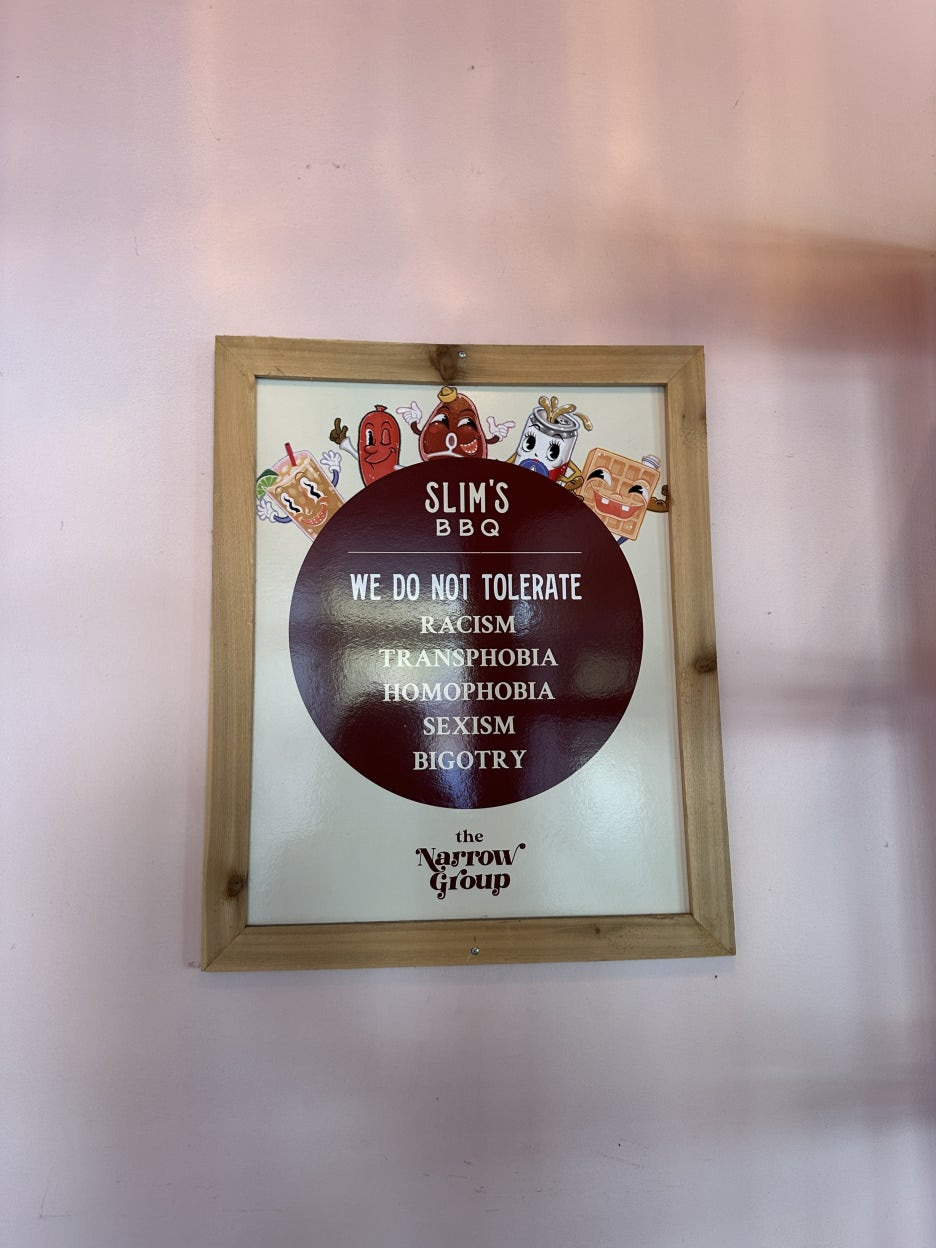 SLIM'S
BBQ
WE DO NOT TOLERATE
RACISM
TRANSPHOBIA
HOMOPHOBIA
SEXISM
BIGOTRY
the
Narrow
Group